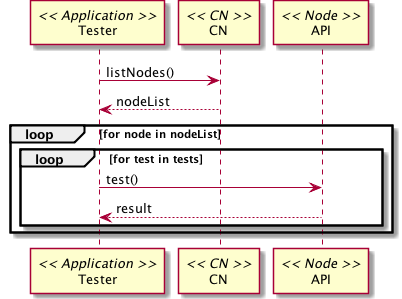 << Application >> << CN >> << Node >>
Tester CN API
listNodes()
nodeList
loop [for node in nodeList]
loop [for test in tests]
test()
result
<< Application >> << CN >> << Node >>
Tester CN API